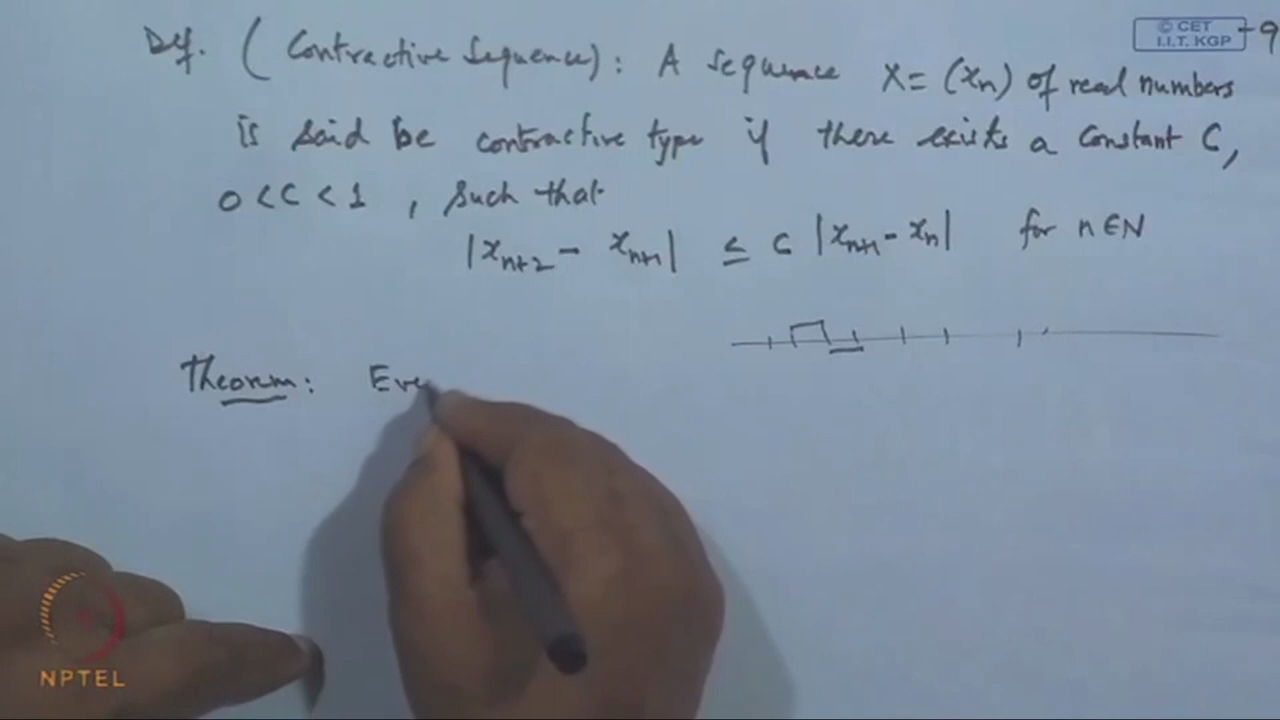 © CET
I.I.T. KGP
-9
Def. (Contractive Sequence): A sequence X = (xn) of real numbers
is said be contractive type if there exists a constant C,
0 < C < 1, such that
|xn+2 - xn+1| ≤ C |xn+1 - xn| for n ∈ N
Theorem: Eve
NPTEL